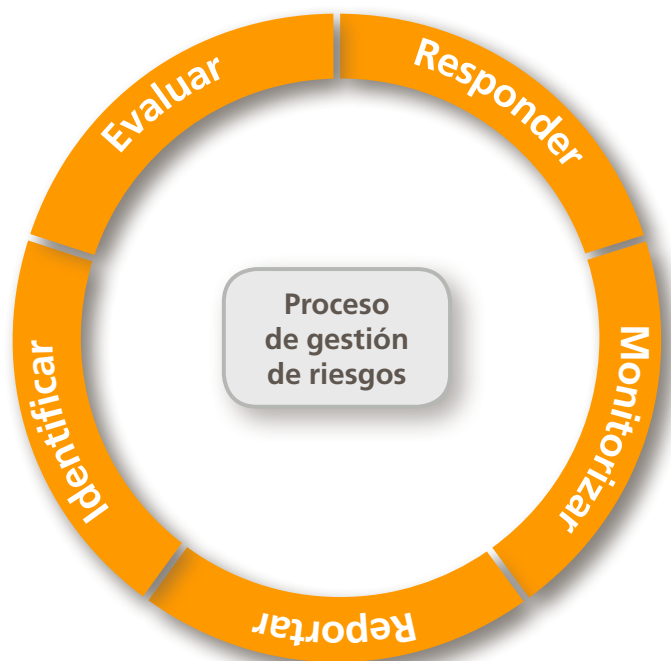 Proceso
de gestión
de riesgos
Identificar
Evaluar
Responder
Monitorizar
Reportar